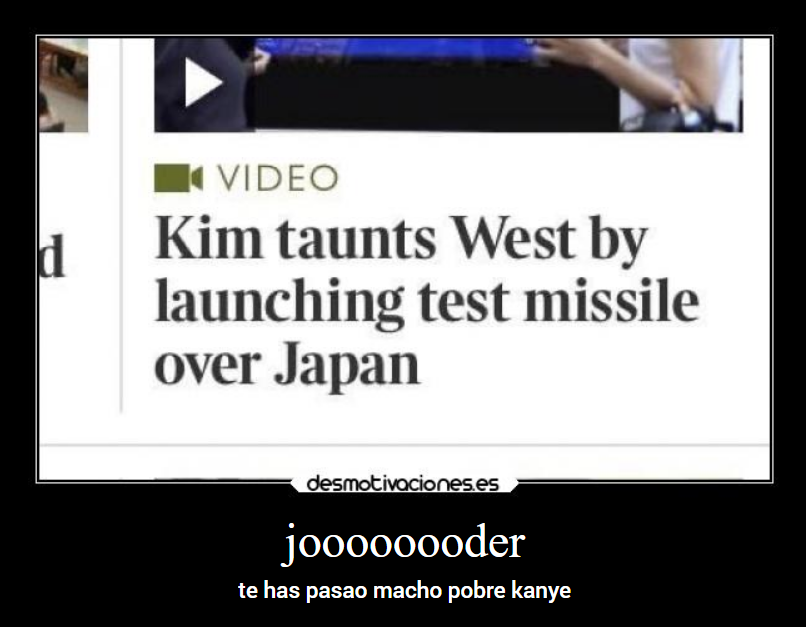 VIDEO
d
Kim taunts West by
launching test missile
over Japan
desmotivaciones.es
joooooooder
te has pasao macho pobre kanye